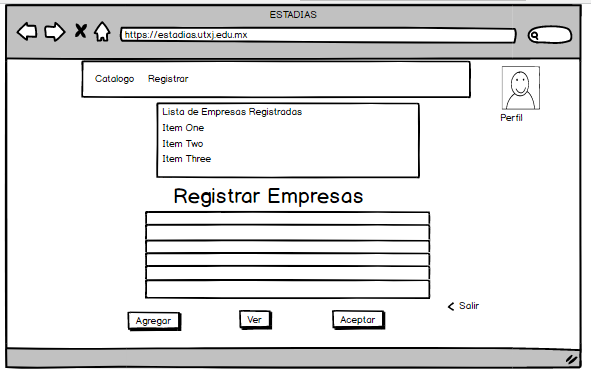 ESTADIAS
https://estadias.utxj.edu.mx
Catalogo Registrar
Perfil
Lista de Empresas Registradas
Item One
Item Two
Item Three
Registrar Empresas
Salir
Agregar Ver Aceptar